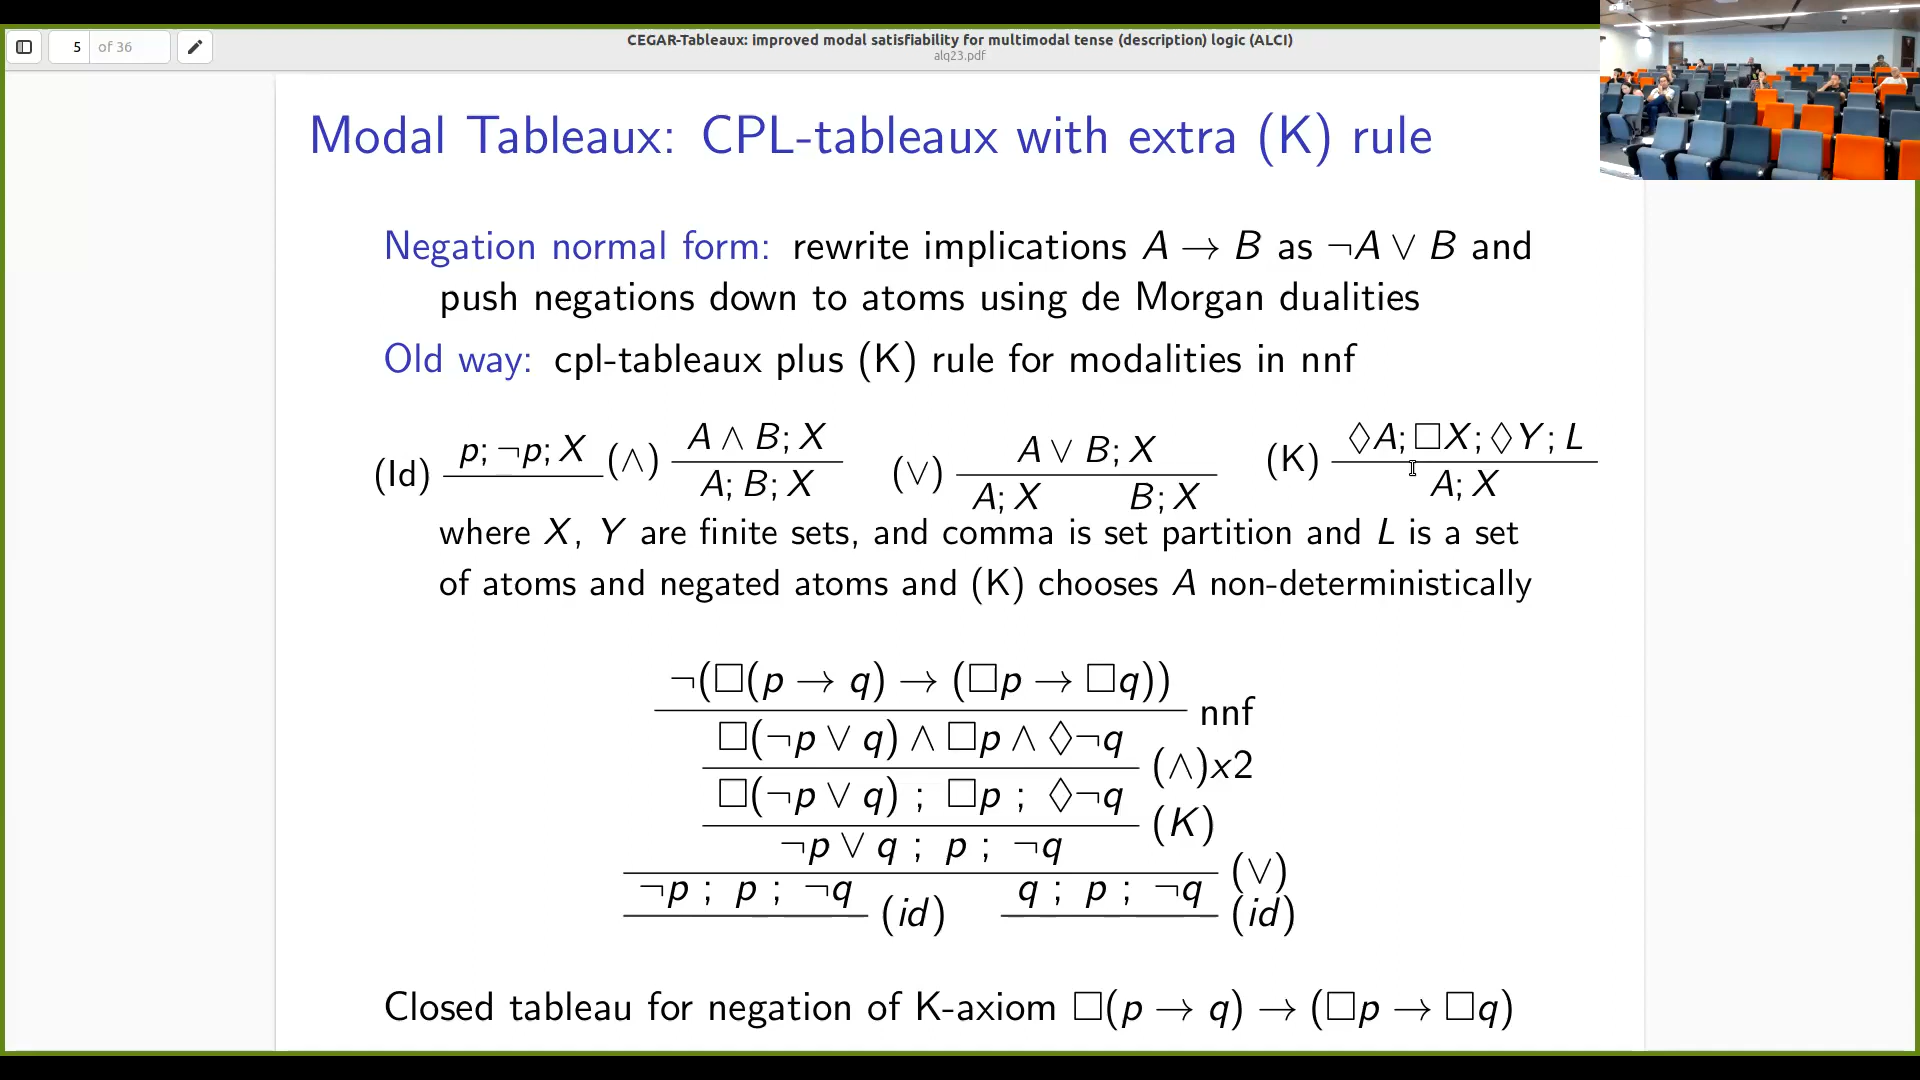 5 of 36
CEGAR-Tableaux: improved modal satisfiability for multimodal tense (description) logic (ALCI)
alq23.pdf
Modal Tableaux: CPL-tableaux with extra (K) rule
Negation normal form: rewrite implications A → B as ¬A ∨ B and
push negations down to atoms using de Morgan dualities
Old way: cpl-tableaux plus (K) rule for modalities in nnf
(Id) p; ¬p; X (∧) A ∧ B; X (∨) A ∨ B; X (K) ◊A; □X; ◊Y; L
A; B; X A; X B; X A; X
where X, Y are finite sets, and comma is set partition and L is a set
of atoms and negated atoms and (K) chooses A non-deterministically
¬(□(p → q) → (□p → □q))
nnf
□(¬p ∨ q) ∧ □p ∧ ◊¬q
(∧)x2
□(¬p ∨ q) ; □p ; ◊¬q
(K)
¬p ∨ q ; p ; ¬q
(∨)
¬p ; p ; ¬q q ; p ; ¬q
(id) (id)
Closed tableau for negation of K-axiom □(p → q) → (□p → □q)